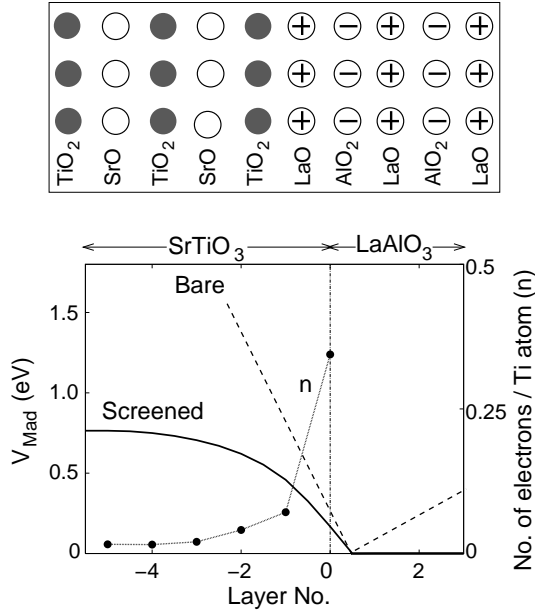 + − + − +
+ − + − +
+ − + − +
TiO2 SrO TiO2 SrO TiO2 LaO AlO2 LaO AlO2 LaO
SrTiO3 LaAlO3
Bare
n
Screened
VMad (eV)
1.5
1.0
0.5
0
No. of electrons / Ti atom (n)
0.5
0.25
0
−4 −2 0 2
Layer No.